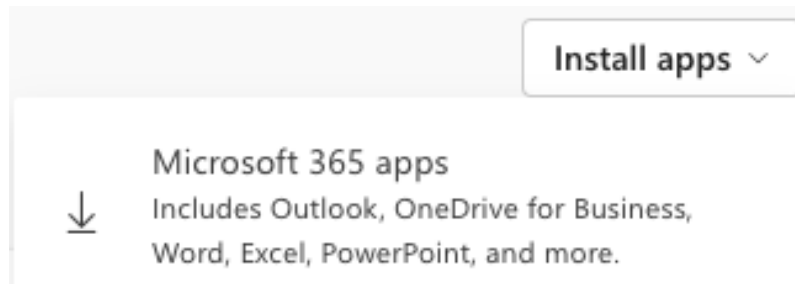 Install apps
Microsoft 365 apps
Includes Outlook, OneDrive for Business,
Word, Excel, PowerPoint, and more.